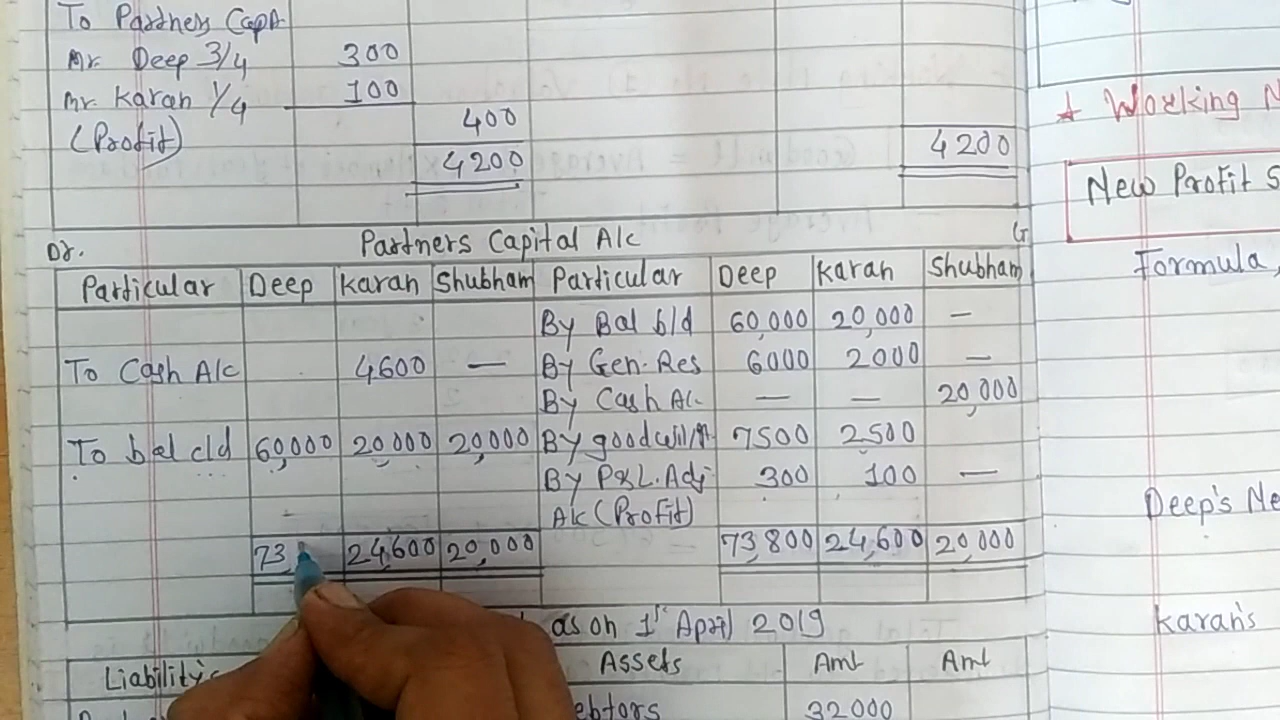 To Partners Capt
Mr. Deep 3/4 300
Mr. Karan 1/4 100
(Profit) 400
4200 4200
Dr. Partners Capital A/c
Particular Deep Karan Shubham Particular Deep Karan Shubham
By Bal b/d 60,000 20,000 —
To Cash A/c 4600 — By Gen. Res 6000 2000 —
By Cash A/c — — 20,000
To bal c/d 60,000 20,000 20,000 By goodwill 7500 2500
By P&L. Adj 300 100 —
A/c (Profit)
73, 24,600 20,000 73,800 24,600 20,000
as on 1st April 2019
Assets Amt Amt
32000
★ Working N
New Profit S
Formula
Deep's Ne
Karan's